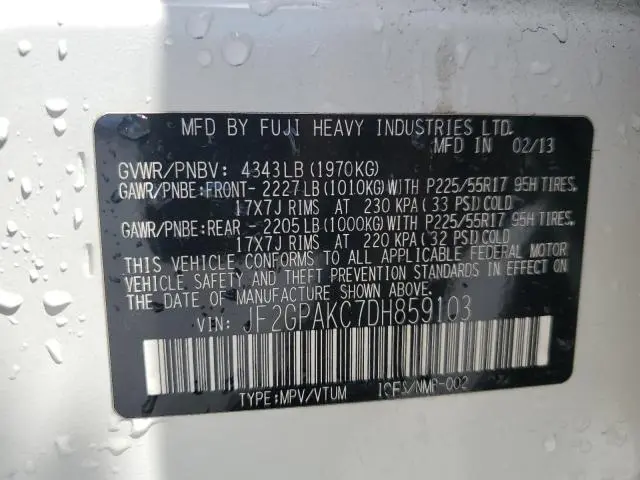 MFD BY FUJI HEAVY INDUSTRIES LTD.
MFD IN 02/13
GVWR/PNBV: 4343LB(1970KG)
GAWR/PNBE:FRONT- 2227LB(1010KG)WITH P225/55R17 95H TIRES,
17X7J RIMS AT 230 KPA( 33 PSI)COLD
GAWR/PNBE:REAR - 2205LB(1000KG)WITH P225/55R17 95H TIRES,
17X7J RIMS AT 220 KPA( 32 PSI)COLD
THIS VEHICLE CONFORMS TO ALL APPLICABLE FEDERAL MOTOR
VEHICLE SAFETY AND THEFT PREVENTION STANDARDS IN EFFECT ON
THE DATE OF MANUFACTURE SHOWN ABOVE.
VIN: JF2GPAKC7DH859103
TYPE:MPV/VTUM